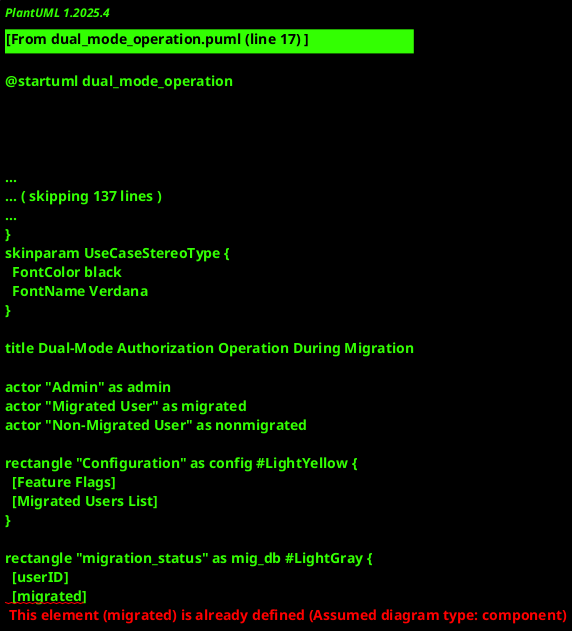 PlantUML 1.2025.4
[From dual_mode_operation.puml (line 17) ]
@startuml dual_mode_operation
...
... ( skipping 137 lines )
...
}
skinparam UseCaseStereoType {
FontColor black
FontName Verdana
}
title Dual-Mode Authorization Operation During Migration
actor "Admin" as admin
actor "Migrated User" as migrated
actor "Non-Migrated User" as nonmigrated
rectangle "Configuration" as config #LightYellow {
[Feature Flags]
[Migrated Users List]
}
rectangle "migration_status" as mig_db #LightGray {
[userID]
[migrated]
This element (migrated) is already defined (Assumed diagram type: component)